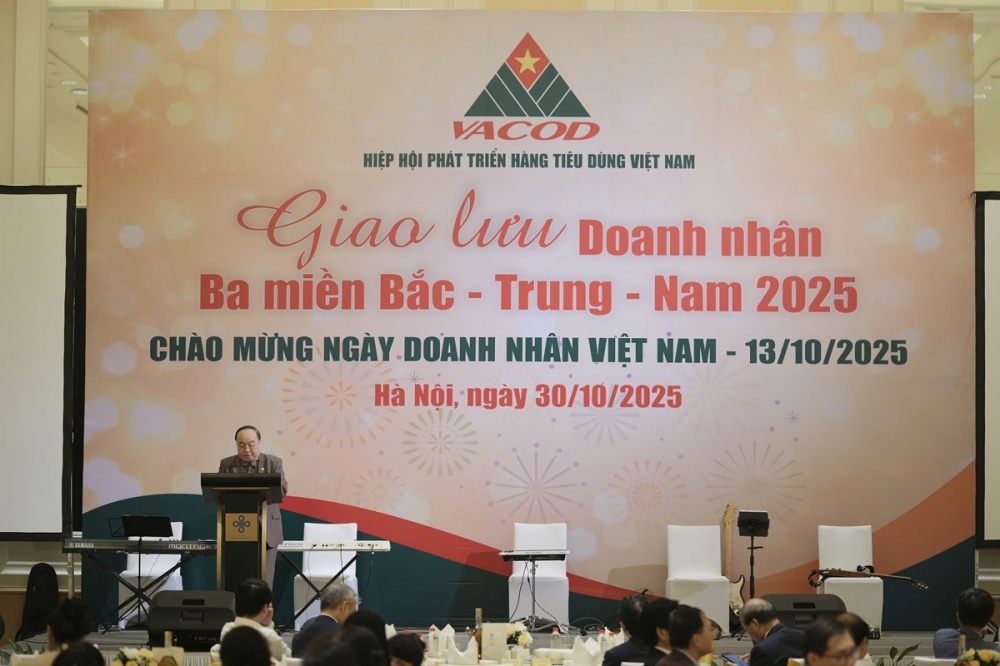 VACOD
HIỆP HỘI PHÁT TRIỂN HÀNG TIÊU DÙNG VIỆT NAM
Giao lưu Doanh nhân
Ba miền Bắc - Trung - Nam 2025
CHÀO MỪNG NGÀY DOANH NHÂN VIỆT NAM - 13/10/2025
Hà Nội, ngày 30/10/2025
YAMAHA